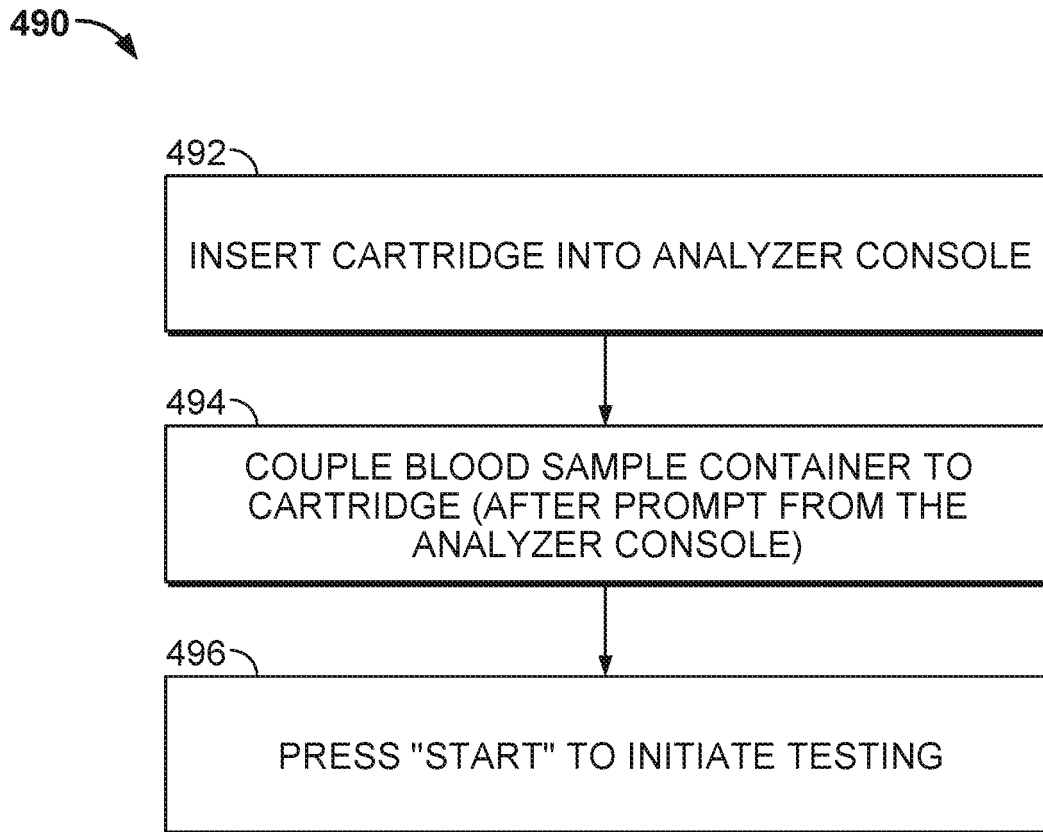 490
492
INSERT CARTRIDGE INTO ANALYZER CONSOLE
494
COUPLE BLOOD SAMPLE CONTAINER TO
CARTRIDGE (AFTER PROMPT FROM THE
ANALYZER CONSOLE)
496
PRESS "START" TO INITIATE TESTING